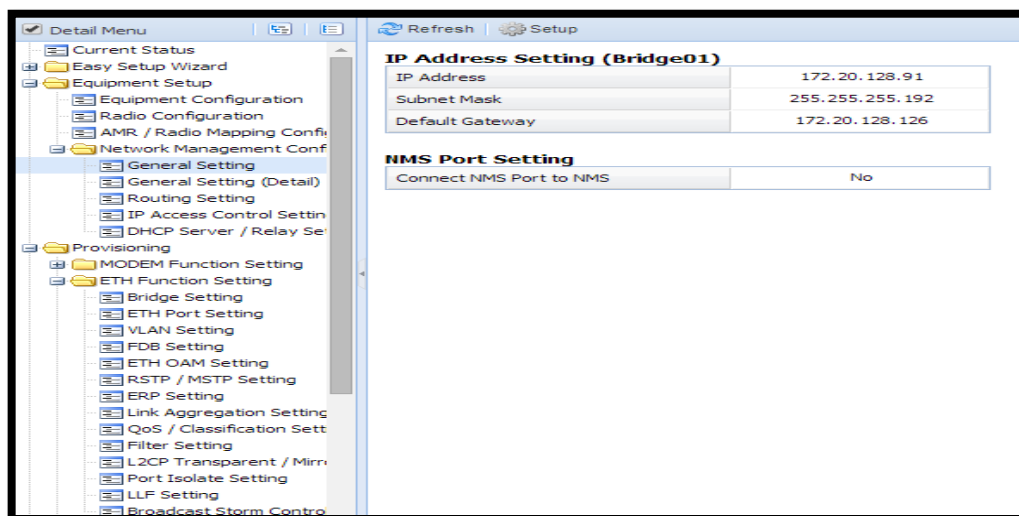 Detail Menu
Current Status
Easy Setup Wizard
Equipment Setup
Equipment Configuration
Radio Configuration
AMR / Radio Mapping Confi
Network Management Conf
General Setting
General Setting (Detail)
Routing Setting
IP Access Control Settin
DHCP Server / Relay Se
Provisioning
MODEM Function Setting
ETH Function Setting
Bridge Setting
ETH Port Setting
VLAN Setting
FDB Setting
ETH OAM Setting
RSTP / MSTP Setting
ERP Setting
Link Aggregation Setting
QoS / Classification Sett
Filter Setting
L2CP Transparent / Mirr
Port Isolate Setting
LLF Setting
Broadcast Storm Contro
Refresh Setup
IP Address Setting (Bridge01)
IP Address 172.20.128.91
Subnet Mask 255.255.255.192
Default Gateway 172.20.128.126
NMS Port Setting
Connect NMS Port to NMS No